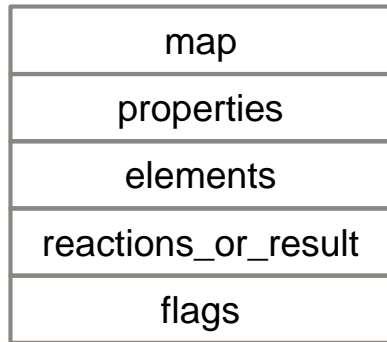 map
properties
elements
reactions_or_result
flags